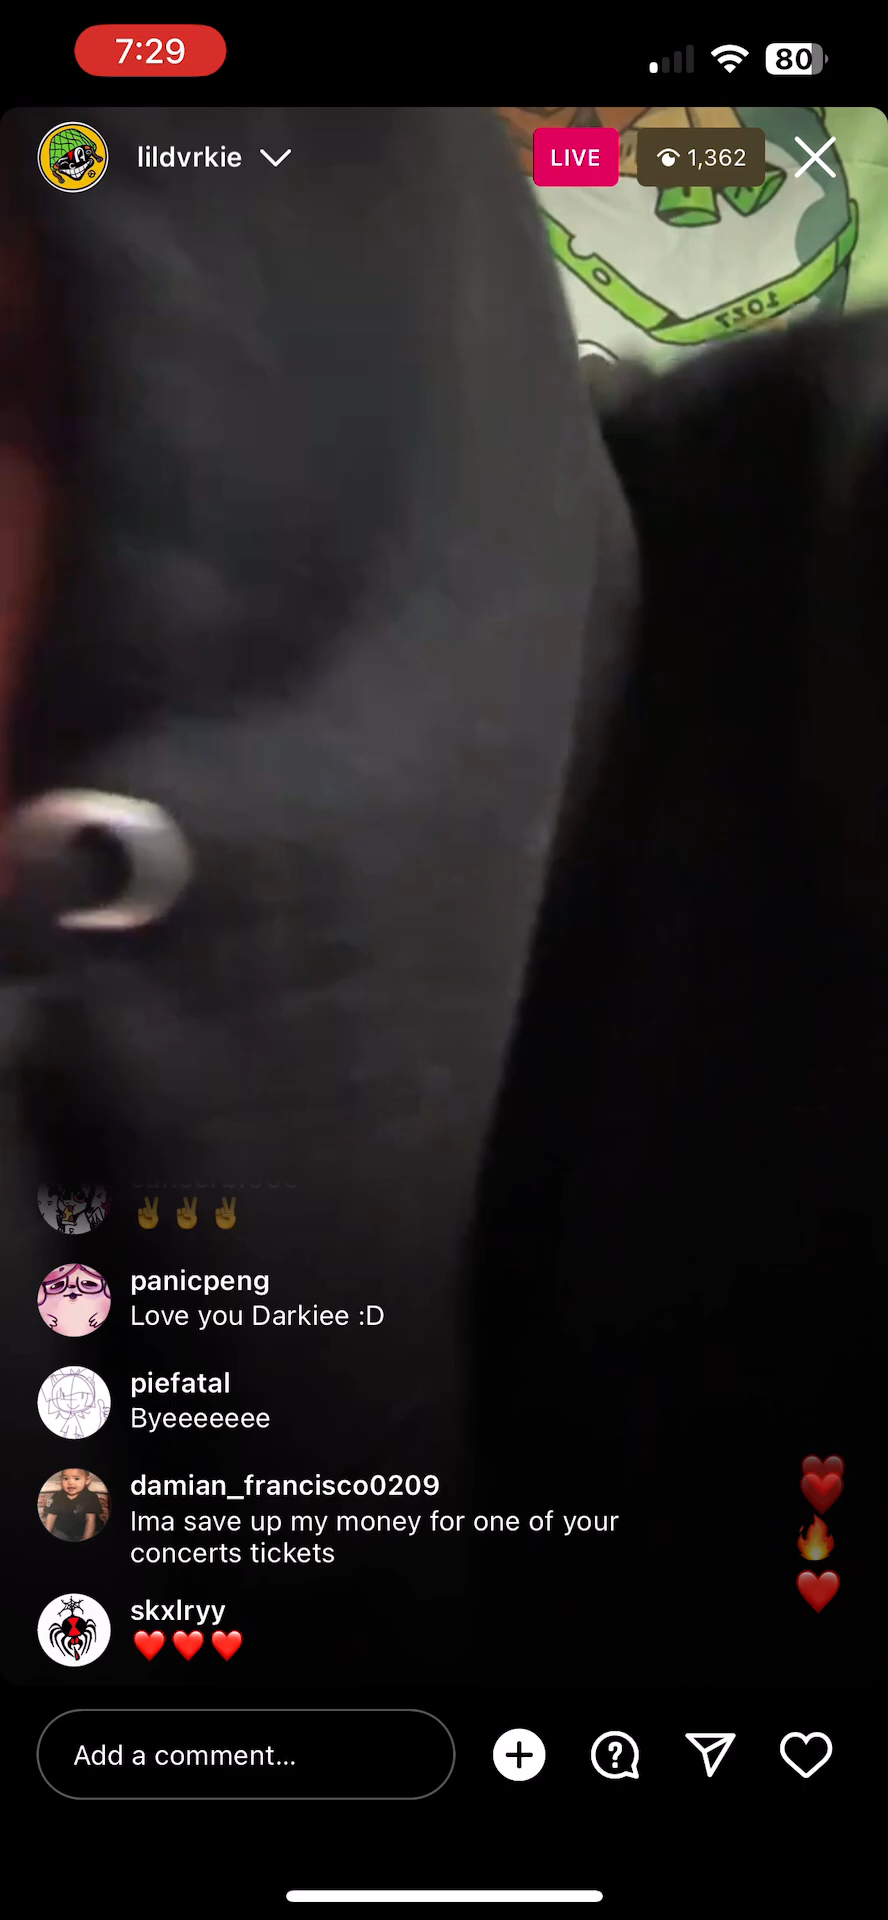 7:29
80
lildvrkie
LIVE
1,362
✌️ ✌️ ✌️
panicpeng
Love you Darkiee :D
piefatal
Byeeeeeee
damian_francisco0209
Ima save up my money for one of your
concerts tickets
skxlryy
❤️ ❤️ ❤️
Add a comment...